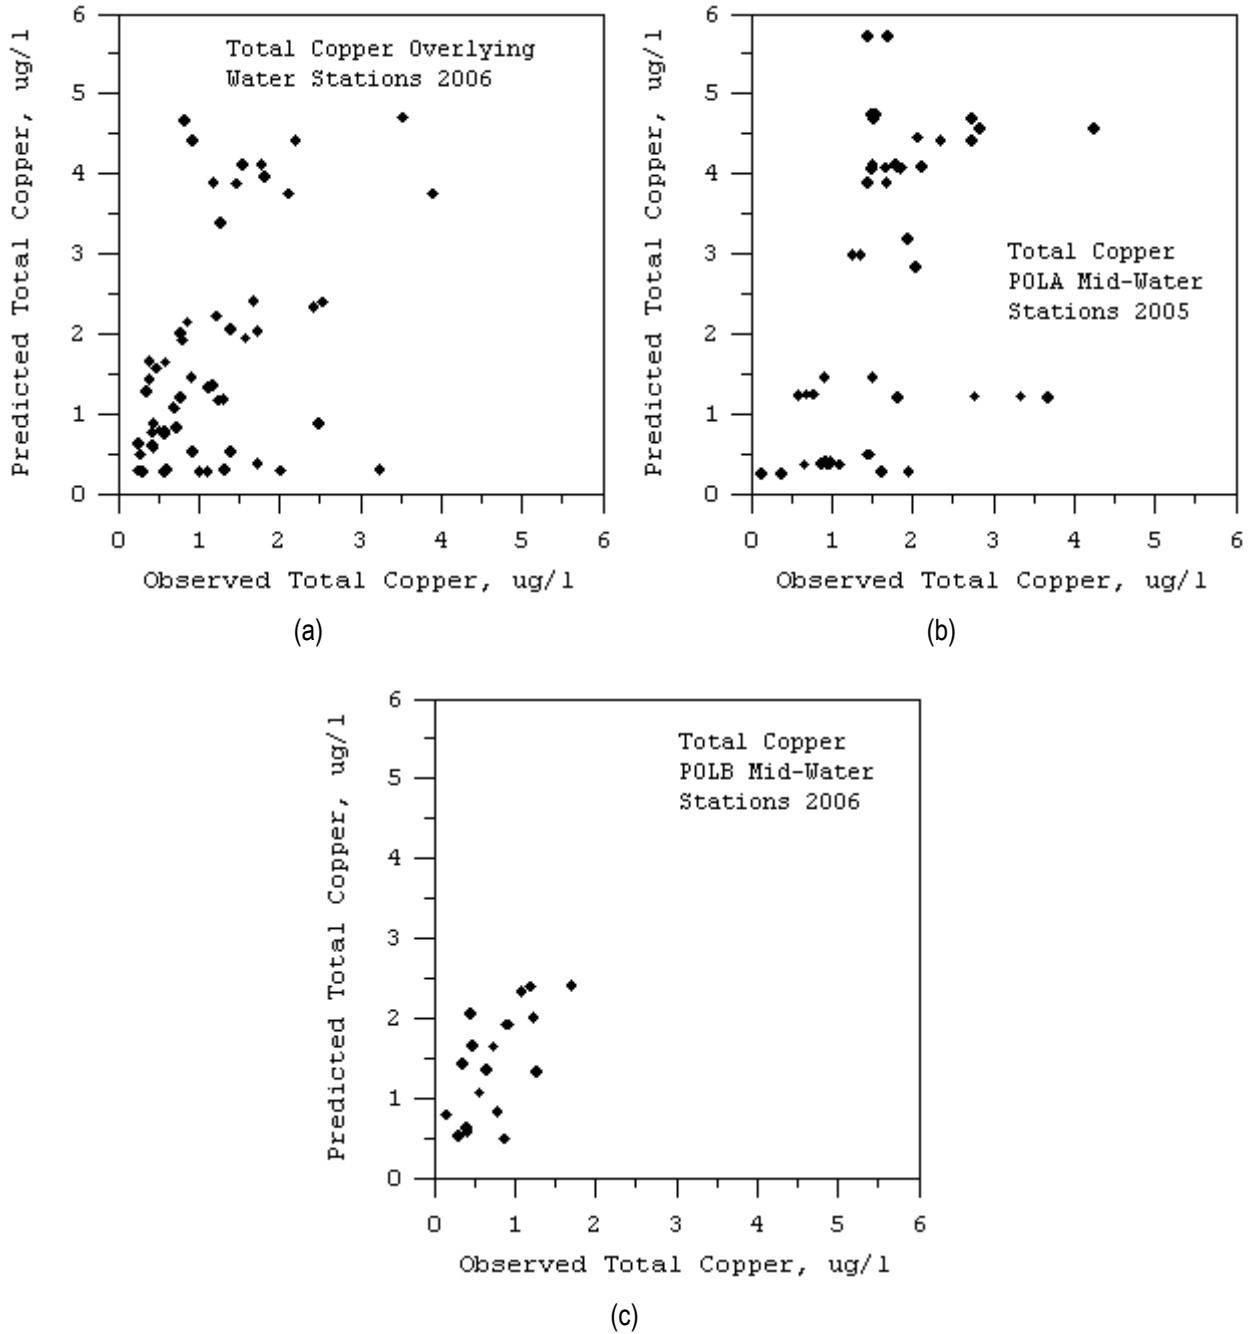 6
5
4
3
2
1
0
Predicted Total Copper, ug/l
Total Copper Overlying
Water Stations 2006
0 1 2 3 4 5 6
Observed Total Copper, ug/l
(a)
6
5
4
3
2
1
0
Predicted Total Copper, ug/l
Total Copper
POLA Mid-Water
Stations 2005
0 1 2 3 4 5 6
Observed Total Copper, ug/l
(b)
6
5
4
3
2
1
0
Predicted Total Copper, ug/l
Total Copper
POLB Mid-Water
Stations 2006
0 1 2 3 4 5 6
Observed Total Copper, ug/l
(c)